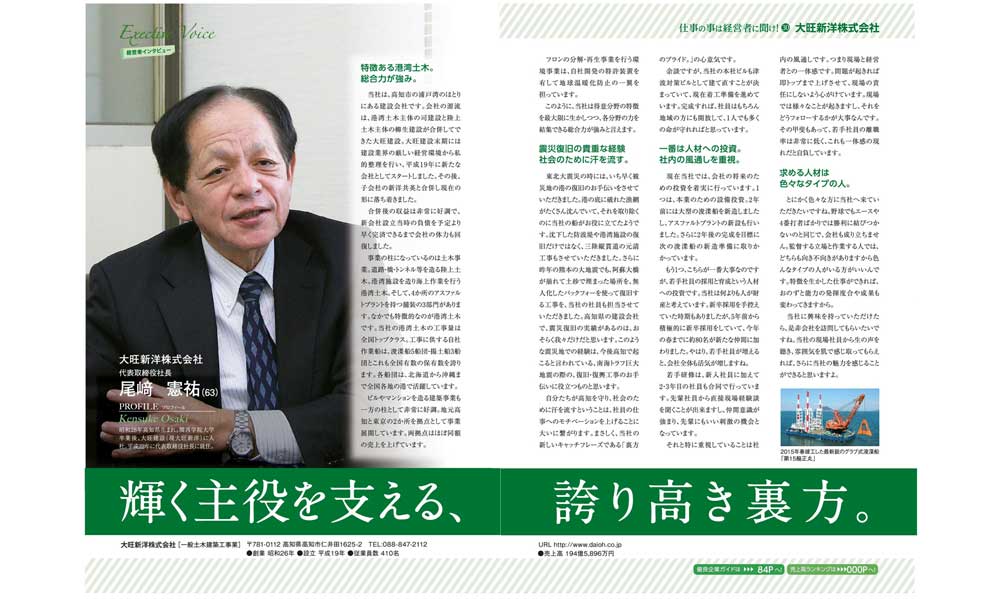 Exective Voice
経営者インタビュー
特徴ある港湾土木。
総合力が強み。
当社は、高知市の浦戸湾のほとり
にある建設会社です。会社の源流
は、港湾土木主体の同建設と陸上
土木主体の柳生建設が合併してで
きた大旺建設。大旺建設末期には
建設業界の厳しい経営環境から私
的整理を行い、平成19年に新たな
会社としてスタートしました。その後、
子会社の新洋共英と合併し現在の
形に落ち着きました。
合併後の収益は非常に好調で、
新会社設立当時の負債を予定より
早く完済できるまで会社の体力も回
復しました。
事業の柱になっているのは土木事
業。道路・橋・トンネル等を造る陸上土
木。港湾施設を造り海上作業を行う
港湾土木。そして、4か所のアスファル
トプラントを持つ舗装の3部門がありま
す。なかでも特徴的なのが港湾土木
です。当社の港湾土木の工事量は
全国トップクラス。工事に供する自社
作業船は、浚渫船5船団・揚土船3船
団とこれも全国有数の保有数を誇り
ます。各船団は、北海道から沖縄ま
で全国各地の港で活躍しています。
ビルやマンションを造る建築事業も
一方の柱として非常に好調。地元高
知と東京の2か所を拠点として事業
展開しています。両拠点はほぼ同額
の売上を上げています。
大旺新洋株式会社
代表取締役社長
尾﨑 憲祐(63)
PROFILE プロフィール
Kensuke Osaki
昭和28年高知県生まれ。関西学院大学
卒業後、大旺建設(現大旺新洋)に入
社。平成22年に代表取締役社長に就任。
仕事の事は経営者に聞け! 30 大旺新洋株式会社
フロンの分解・再生事業を行う環
境事業は、自社開発の特許装置を
有して地球温暖化防止の一翼を
担っています。
このように、当社は得意分野の特徴
を最大限に生かしつつ、各分野の力を
結集できる総合力が強みと言えます。
震災復旧の貴重な経験
社会のために汗を流す。
東北大震災の時には、いち早く被
災地の港の復旧のお手伝いをさせて
いただきました。港の底に破れた漁網
がたくさん沈んでいて、それを取り除く
のに当社の船がお役に立てたようで
す。沈下した防波堤や港湾施設の復
旧だけではなく、三陸縦貫道の元請
工事もさせていただきました。さらに
昨年の熊本の大地震でも、阿蘇大橋
が崩れて土砂で埋まった場所を、無
人化したバックフォーを使って復旧す
る工事を、当社の社員も担当させて
いただきました。高知県の建設会社
で、震災復旧の実績があるのは、お
そらく我々だけだと思います。このよう
な震災地での経験は、今後高知で起
こると言われている、南海トラフ巨大
地震の際の、復旧・復興工事のお手
伝いに役立つものと思います。
自分たちが高知を守り、社会のた
めに汗を流すということは、社員の仕
事へのモチベーションを上げることに
大いに繋がります。まさしく、当社の
新しいキャッチフレーズである「裏方
のプライド。」の心意気です。
余談ですが、当社の本社ビルも津
波対策ビルとして建て直すことが決
まっていて、現在着工準備を進めて
います。完成すれば、社員はもちろん
地域の方にも開放して、1人でも多く
の命が守れればと思っています。
一番は人材への投資。
社内の風通しを重視。
現在当社では、会社の将来のため
の投資を着実に行っています。1
つは、本業のための設備投資。2年
前には大型の浚渫船を新造しました
し、アスファルトプラントの新設も行い
ました。さらに2年後の完成を目標に
次の浚渫船の新造準備に取りか
かっています。
もう1つ、こちらが一番大事なのです
が、若手社員の採用と育成という人材
への投資です。当社は何よりも人が財
産と考えています。新卒採用を手控え
ていた時期もありましたが、5年前から
積極的に新卒採用をしていて、今年
の春までに約80名が新たな仲間に加
わりました。やはり、若手社員が増える
と、会社全体も活気が増しますね。
若手研修は、新人社員に加えて
2・3年目の社員も合同で行っていま
す。先輩社員から直接現場経験談
を聞くことが出来ますし、仲間意識が
強まり、先輩にもいい刺激の機会と
なっています。
それと特に重視していることは社
内の風通しです。つまり現場と経営
者との一体感です。問題が起きれば
即トップまで上げさせて、現場の責
任にしないよう心がけています。現場
では様々なことが起きますし、それを
どうフォローするかが大事なんです。
その甲斐もあって、若手社員の離職
率は非常に低く、これも一体感の現
れだと自負しています。
求める人材は
色々なタイプの人。
とにかく色々な方に当社へ来てい
ただきたいですね。野球でもエースや
4番打者ばかりでは勝利に結びつか
ないのと同じで、会社も成り立ちませ
ん。監督する立場と作業する人では、
どちらも向き不向きがありますから色
んなタイプの人がいる方がいいんで
す。特徴を生かした仕事ができれば、
おのずと能力の発揮度合や成果も
変わってきますから。
当社に興味を持っていただけた
ら、是非会社を訪問してもらいたいで
すね。当社の現場社員から生の声を
聴き、雰囲気を肌で感じ取ってもらえ
れば、さらに当社の魅力を感じること
ができると思いますよ。
2015年春竣工した最新鋭のグラブ式浚渫船
「第15龍正丸」
輝く主役を支える、 誇り高き裏方。
大旺新洋株式会社 [一般土木建築工事業] 〒781-0112 高知県高知市仁井田1625-2 TEL:088-847-2112
●創業 昭和26年 ●設立 平成19年 ●従業員数 410名
URL http://www.daioh.co.jp
●売上高 194億5,896万円
優良企業ガイドは ▶▶▶ 84Pへ! 売上高ランキングは▶▶▶000Pへ!